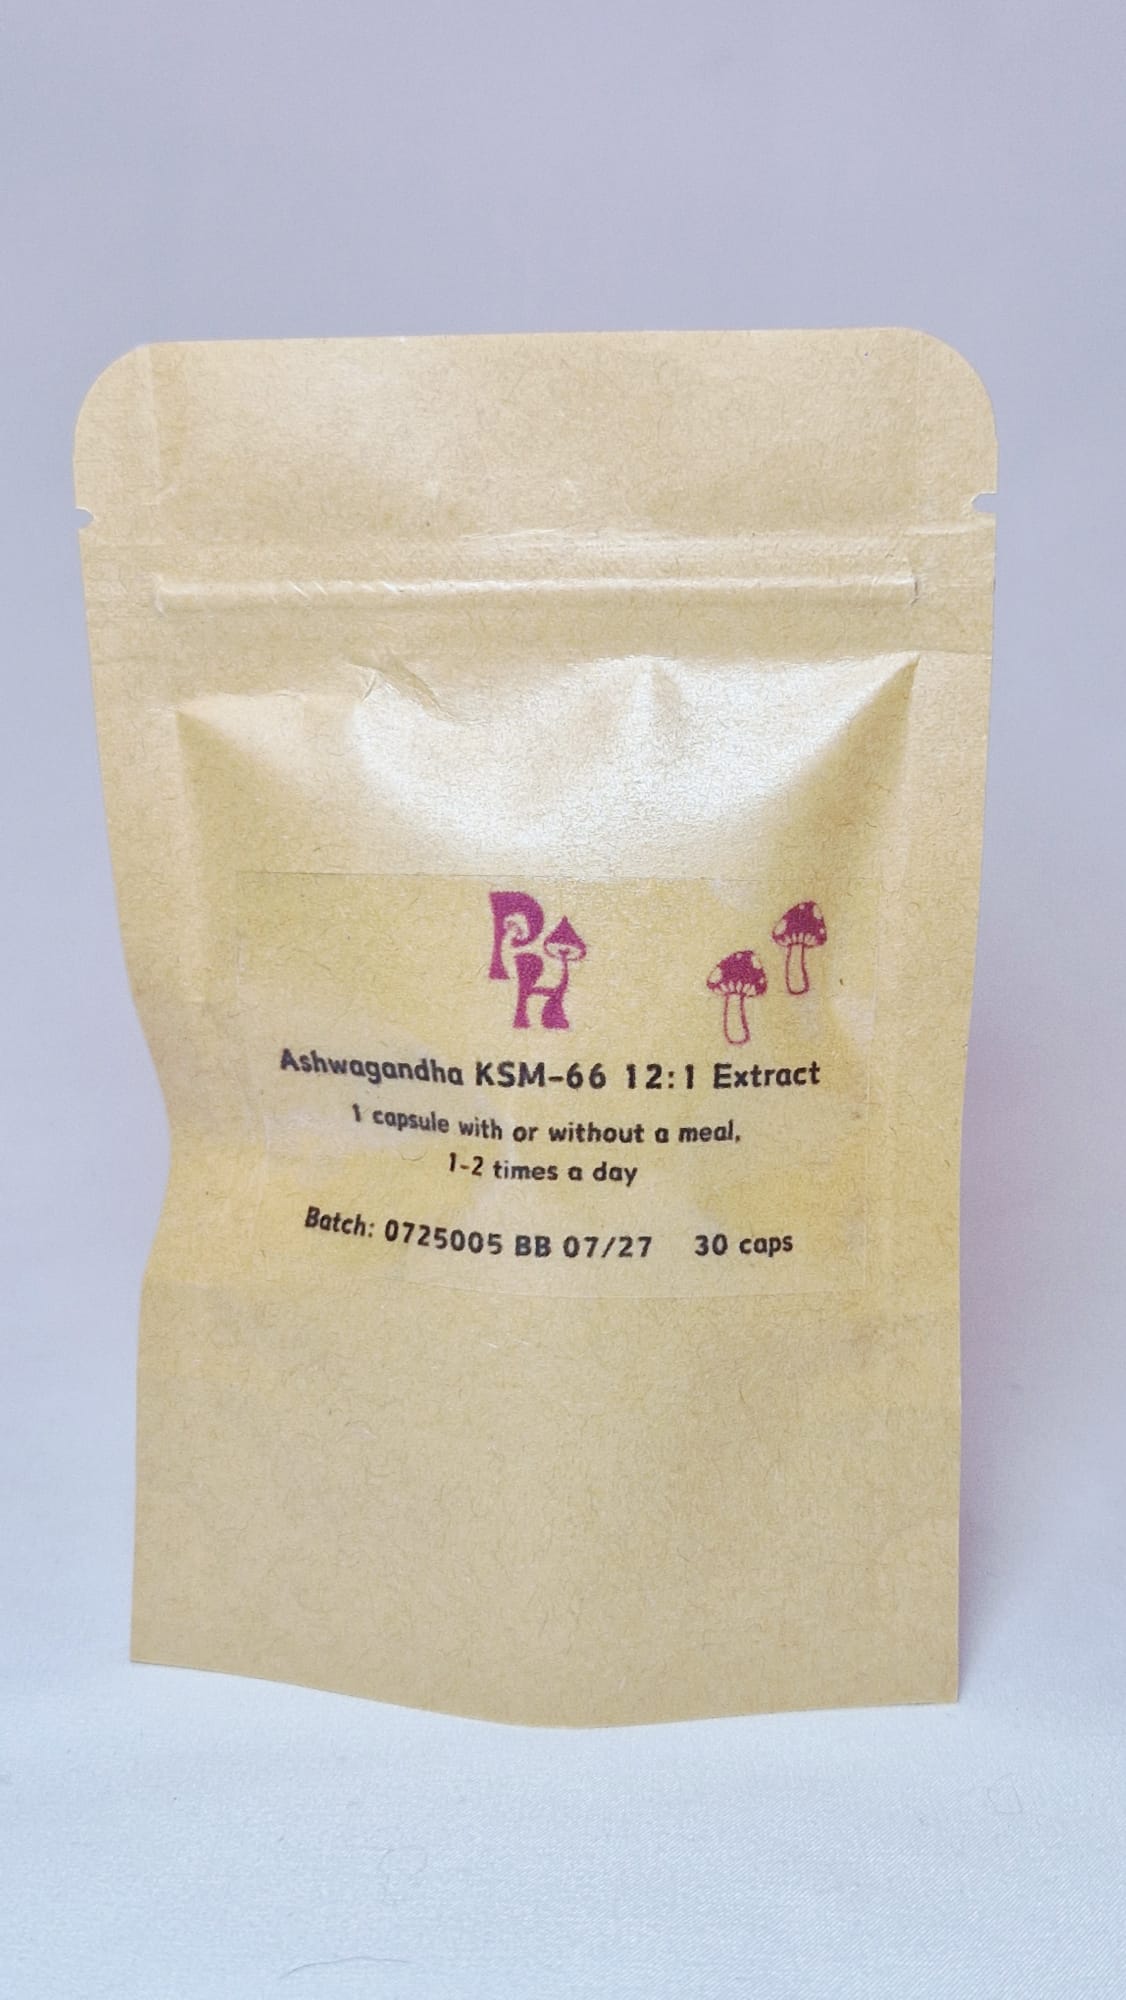 PH
Ashwagandha KSM-66 12:1 Extract
1 capsule with or without a meal,
1-2 times a day
Batch: 0725005 BB 07/27 30 caps